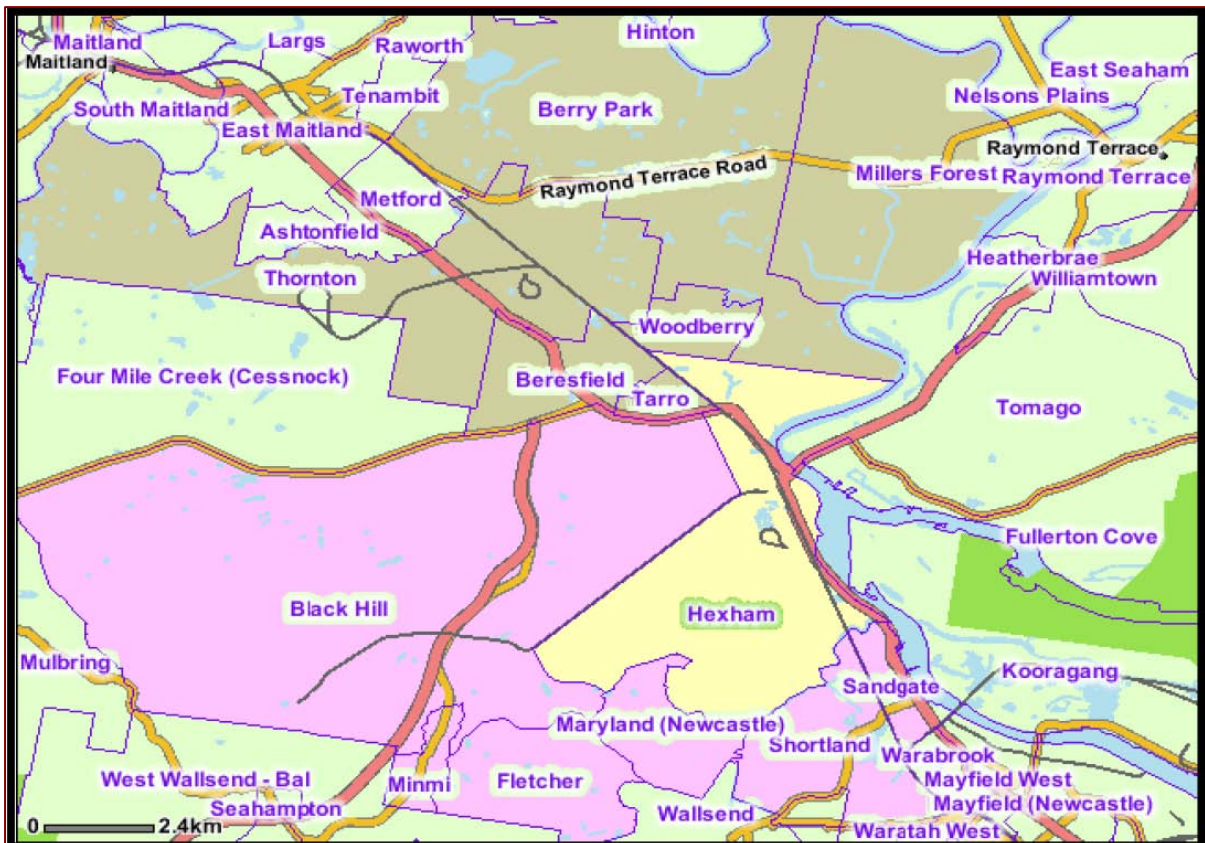 Hinton
Maitland
Largs
Raworth
Maitland
East Seaham
Tenambit
Nelsons Plains
South Maitland
Berry Park
East Maitland
Raymond Terrace
Raymond Terrace Road
Millers Forest
Raymond Terrace
Metford
Ashtonfield
Heatherbrae
Thornton
Williamtown
Woodberry
Four Mile Creek (Cessnock)
Beresfield
Tarro
Tomago
Fullerton Cove
Black Hill
Hexham
Mulbring
Kooragang
Sandgate
Maryland (Newcastle)
Shortland
Warabrook
West Wallsend - Bal
Minmi
Fletcher
Mayfield West
Seahampton
Mayfield (Newcastle)
Wallsend
Waratah West
0 2.4km